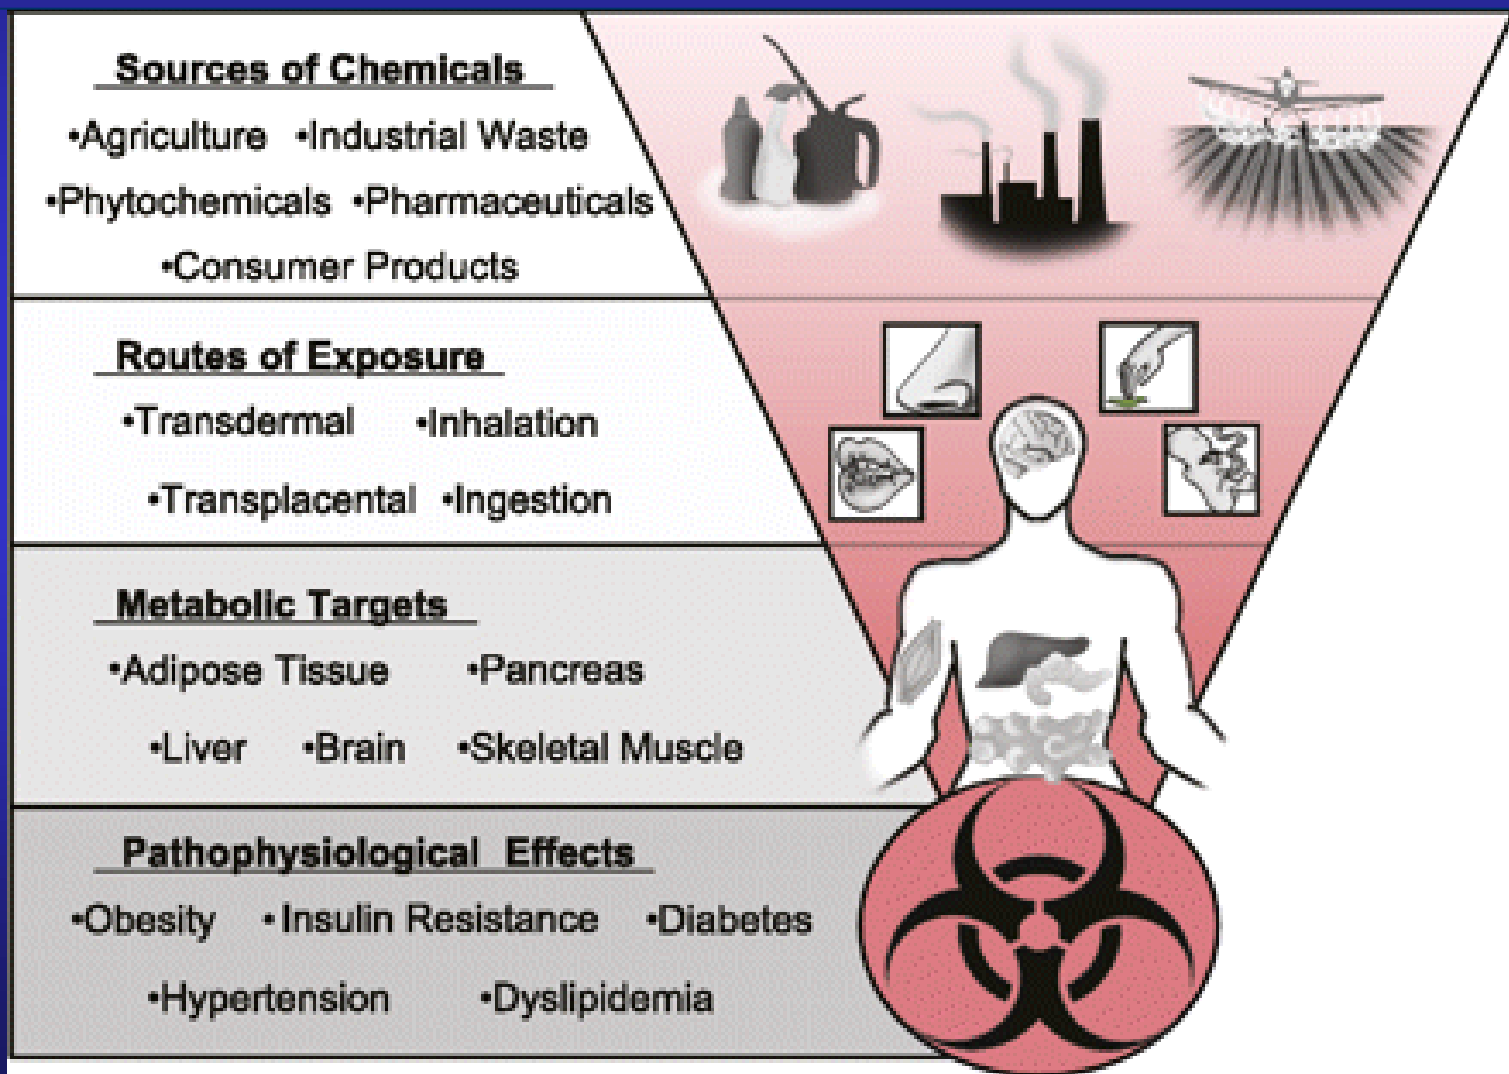 Sources of Chemicals
•Agriculture •Industrial Waste
•Phytochemicals •Pharmaceuticals
•Consumer Products
Routes of Exposure
•Transdermal •Inhalation
•Transplacental •Ingestion
Metabolic Targets
•Adipose Tissue •Pancreas
•Liver •Brain •Skeletal Muscle
Pathophysiological Effects
•Obesity •Insulin Resistance •Diabetes
•Hypertension •Dyslipidemia